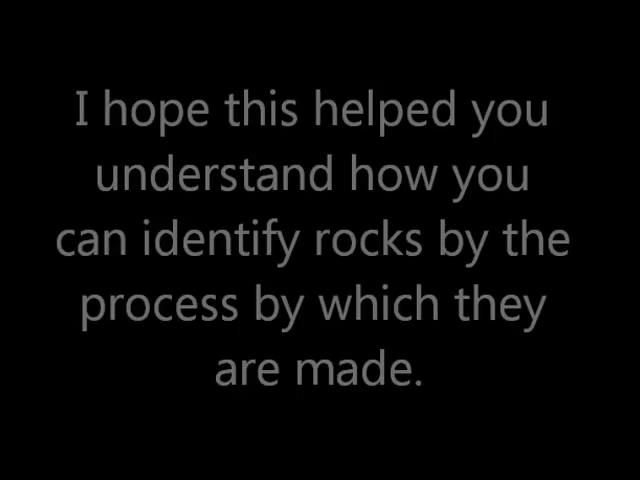 I hope this helped you
understand how you
can identify rocks by the
process by which they
are made.